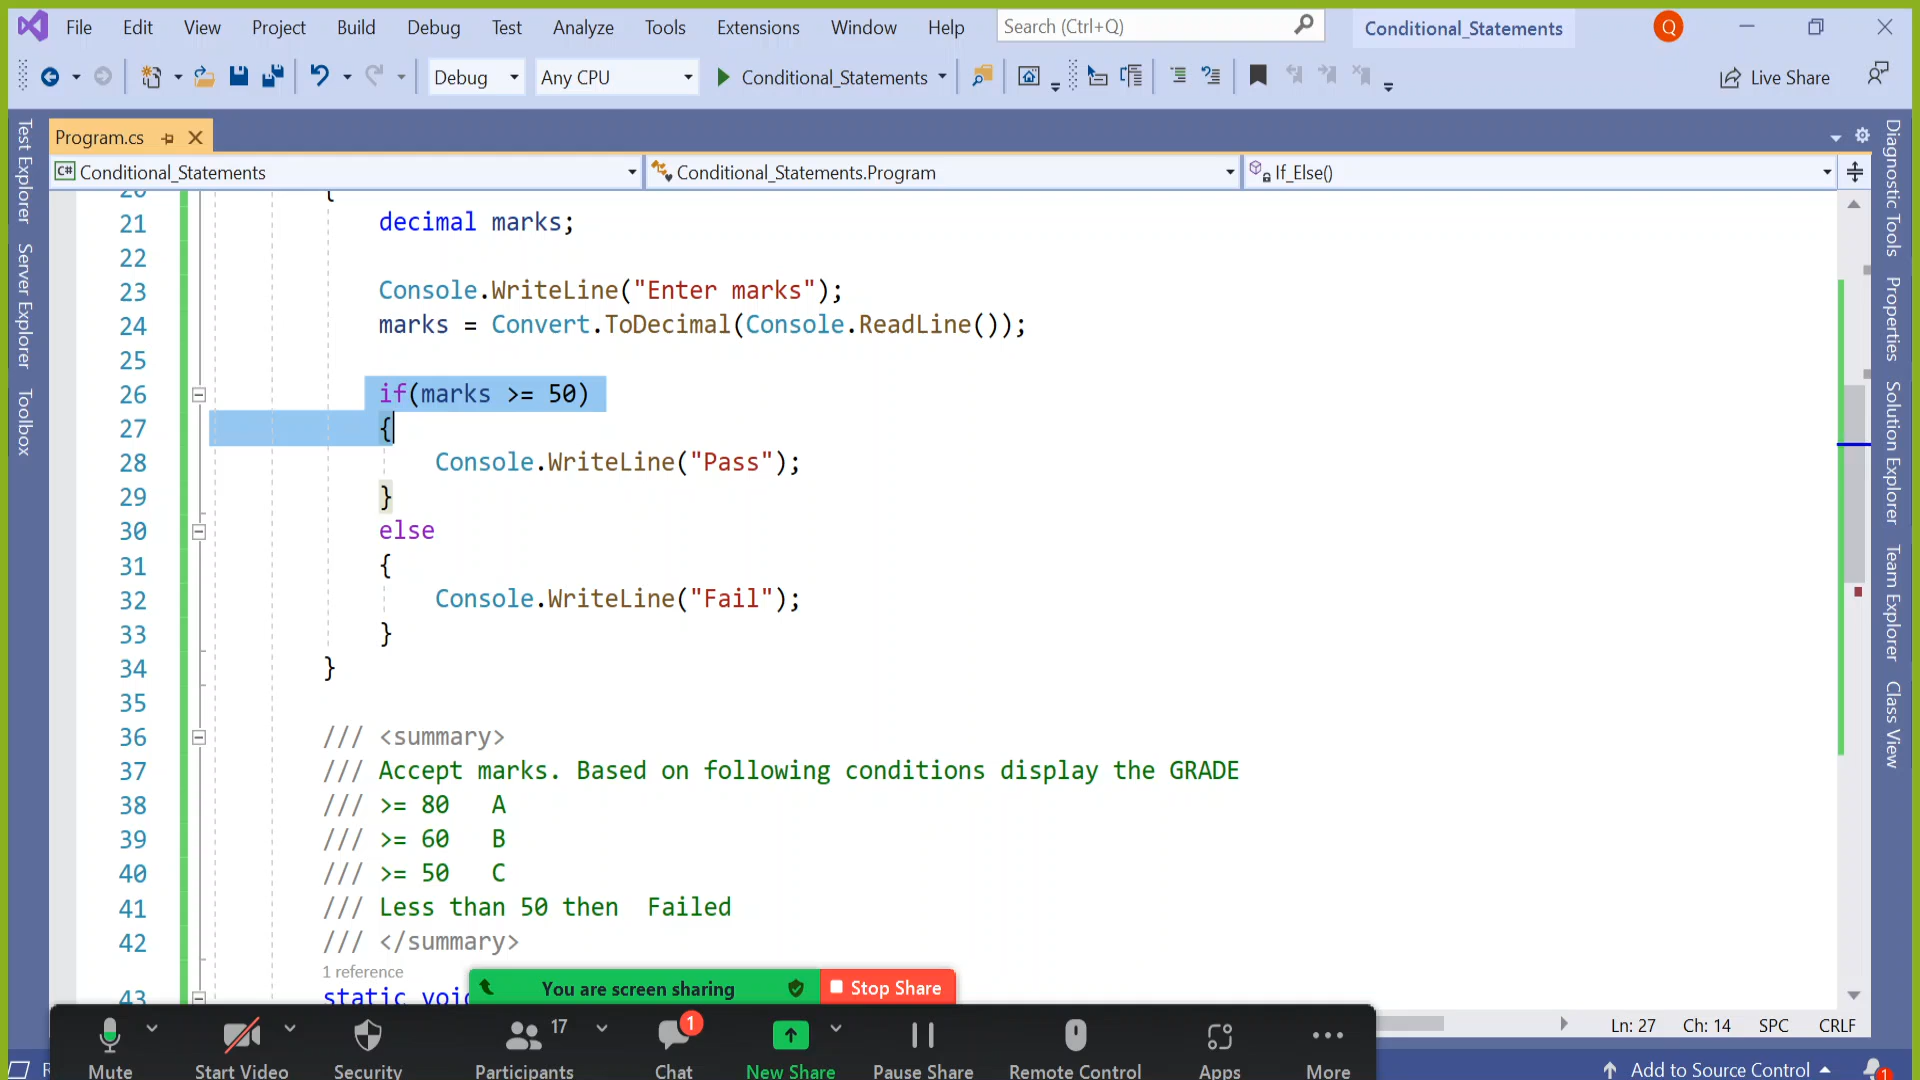 File Edit View Project Build Debug Test Analyze Tools Extensions Window Help Search (Ctrl+Q) Conditional_Statements Q
Debug Any CPU Conditional_Statements Live Share
Program.cs
C# Conditional_Statements Conditional_Statements.Program If_Else()
Test Explorer
Server Explorer
Toolbox
20 {
21 decimal marks;
22
23 Console.WriteLine("Enter marks");
24 marks = Convert.ToDecimal(Console.ReadLine());
25
26 if(marks >= 50)
27 {
28 Console.WriteLine("Pass");
29 }
30 else
31 {
32 Console.WriteLine("Fail");
33 }
34 }
35
36 /// <summary>
37 /// Accept marks. Based on following conditions display the GRADE
38 /// >= 80 A
39 /// >= 60 B
40 /// >= 50 C
41 /// Less than 50 then Failed
42 /// </summary>
1 reference
43 static void
Diagnostic Tools
Properties
Solution Explorer
Team Explorer
Class View
You are screen sharing Stop Share
Ln: 27 Ch: 14 SPC CRLF
17 1
Mute Start Video Security Participants Chat New Share Pause Share Remote Control Apps More
Add to Source Control 1